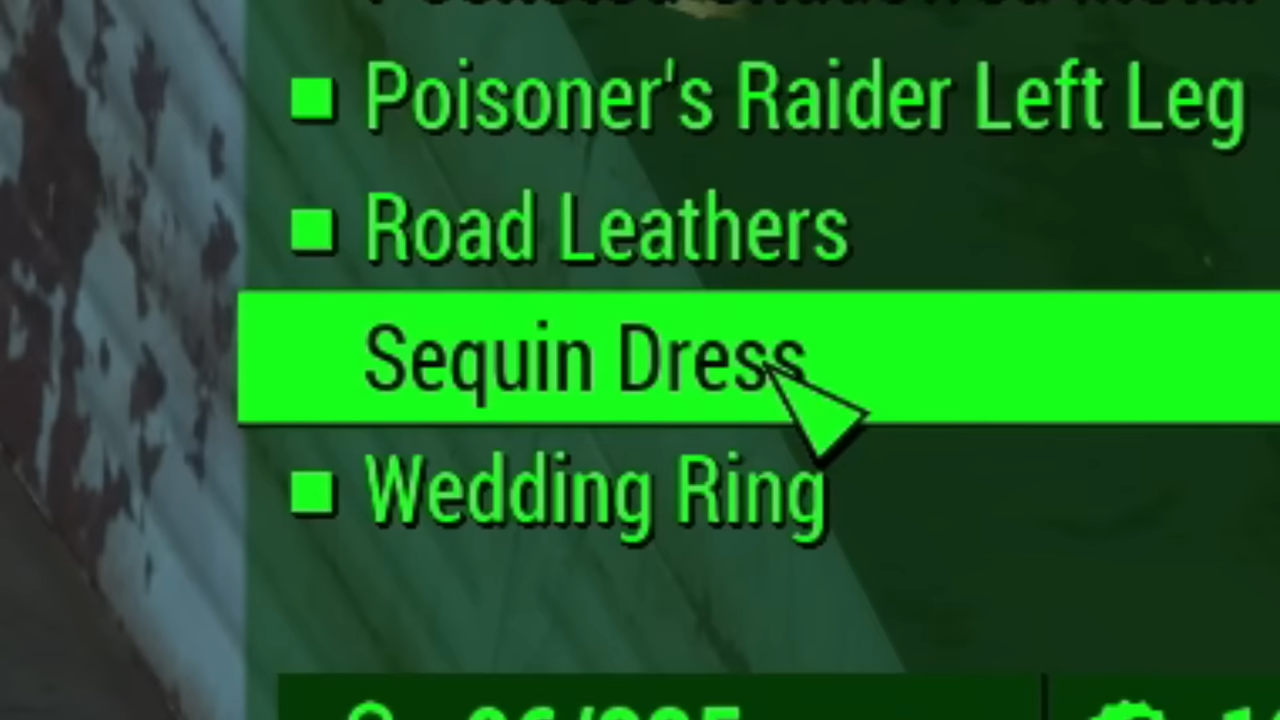 Poisoner's Raider Left Leg
Road Leathers
Sequin Dress
Wedding Ring